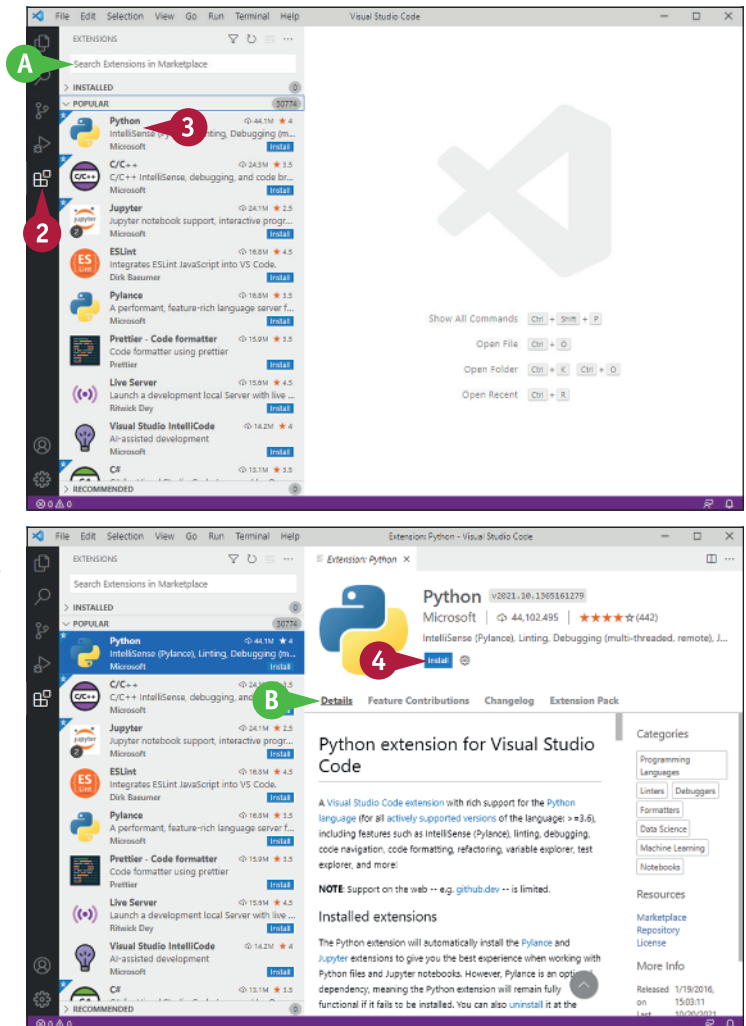 File Edit Selection View Go Run Terminal Help
Visual Studio Code
EXTENSIONS
A
Search Extensions in Marketplace
INSTALLED 0
POPULAR 30774
Python 44.1M 4
3
Linting, Debugging (m...
Microsoft Install
C/C++ 24.3M 3.5
C/C++ IntelliSense, debugging, and code br...
Microsoft Install
Jupyter 24.1M 2.5
Jupyter notebook support, interactive progr...
Microsoft Install
2
ESLint 16.8M 4.5
Integrates ESLint JavaScript into VS Code.
Dirk Baeumer Install
Pylance 16.8M 3.5
A performant, feature-rich language server f...
Microsoft Install
Prettier - Code formatter 15.9M 3.5
Code formatter using prettier
Prettier Install
Live Server 15.6M 4.5
Launch a development local Server with live ...
Ritwick Dey Install
Visual Studio IntelliCode 14.2M 4
AI-assisted development
Microsoft Install
C# 13.1M 3.5
RECOMMENDED 0
0 0
Show All Commands Ctrl + Shift + P
Open File Ctrl + O
Open Folder Ctrl + K Ctrl + O
Open Recent Ctrl + R
File Edit Selection View Go Run Terminal Help
Extension: Python - Visual Studio Code
EXTENSIONS
Search Extensions in Marketplace
INSTALLED 0
POPULAR 30774
Python 44.1M 4
IntelliSense (Pylance), Linting, Debugging (m...
Microsoft Install
C/C++ 3.5
C/C++ IntelliSense, debugging, and code br...
Microsoft Install
Jupyter 24.1M 2.5
Jupyter notebook support, interactive progr...
Microsoft Install
ESLint 16.8M 4.5
Integrates ESLint JavaScript into VS Code.
Dirk Baeumer Install
Pylance 16.8M 3.5
A performant, feature-rich language server f...
Microsoft Install
Prettier - Code formatter 15.9M 3.5
Code formatter using prettier
Prettier Install
Live Server 15.6M 4.5
Launch a development local Server with live ...
Ritwick Dey Install
Visual Studio IntelliCode 14.2M 4
AI-assisted development
Microsoft Install
C# 13.1M 3.5
RECOMMENDED 0
0 0
Extension: Python
Python v2021.10.1365161279
Microsoft 44,102,495 (442)
IntelliSense (Pylance), Linting, Debugging (multi-threaded, remote), J...
4 Install
B
Details Feature Contributions Changelog Extension Pack
Python extension for Visual Studio
Code
A Visual Studio Code extension with rich support for the Python
language (for all actively supported versions of the language: >=3.6),
including features such as IntelliSense (Pylance), linting, debugging,
code navigation, code formatting, refactoring, variable explorer, test
explorer, and more!
NOTE: Support on the web -- e.g. github.dev -- is limited.
Installed extensions
The Python extension will automatically install the Pylance and
Jupyter extensions to give you the best experience when working with
Python files and Jupyter notebooks. However, Pylance is an
dependency, meaning the Python extension will remain fully
functional if it fails to be installed. You can also uninstall it at the
Categories
Programming
Languages
Linters Debuggers
Formatters
Data Science
Machine Learning
Notebooks
Resources
Marketplace
Repository
License
More Info
Released 1/19/2016,
on 15:03:11
Last 10/20/2021